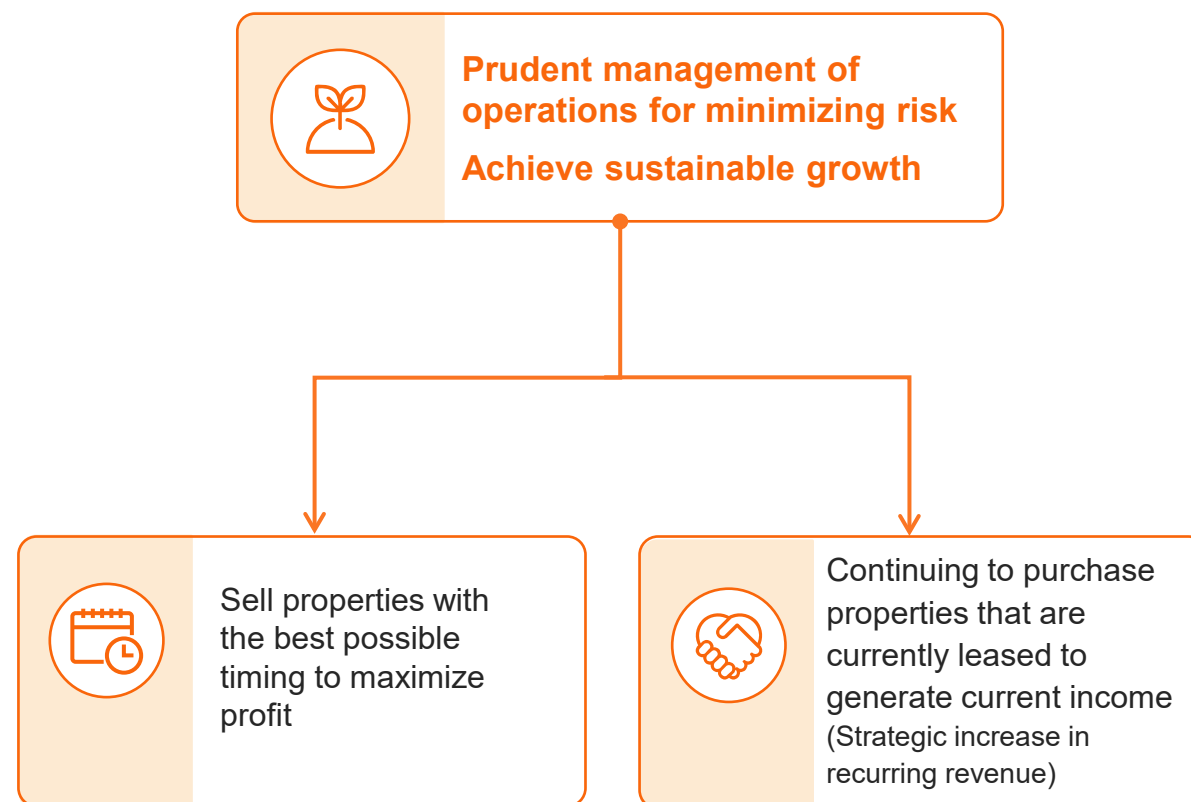 Prudent management of
operations for minimizing risk
Achieve sustainable growth
Sell properties with
the best possible
timing to maximize
profit
Continuing to purchase
properties that are
currently leased to
generate current income
(Strategic increase in
recurring revenue)